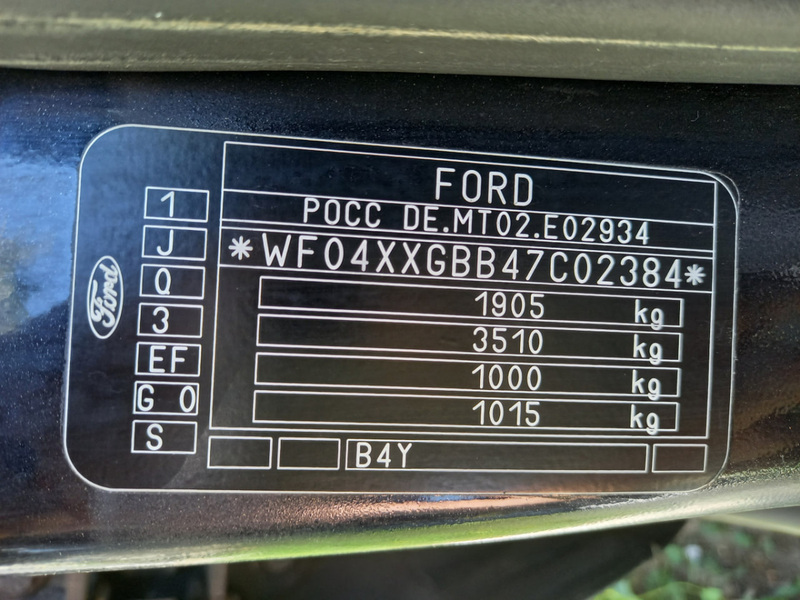 FORD
РОСС DE.MT02.E02934
*WF04XXGBB47C02384*
1905 kg
3510 kg
1000 kg
1015 kg
1
J
Q
3
EF
G 0
S
B4Y
Ford